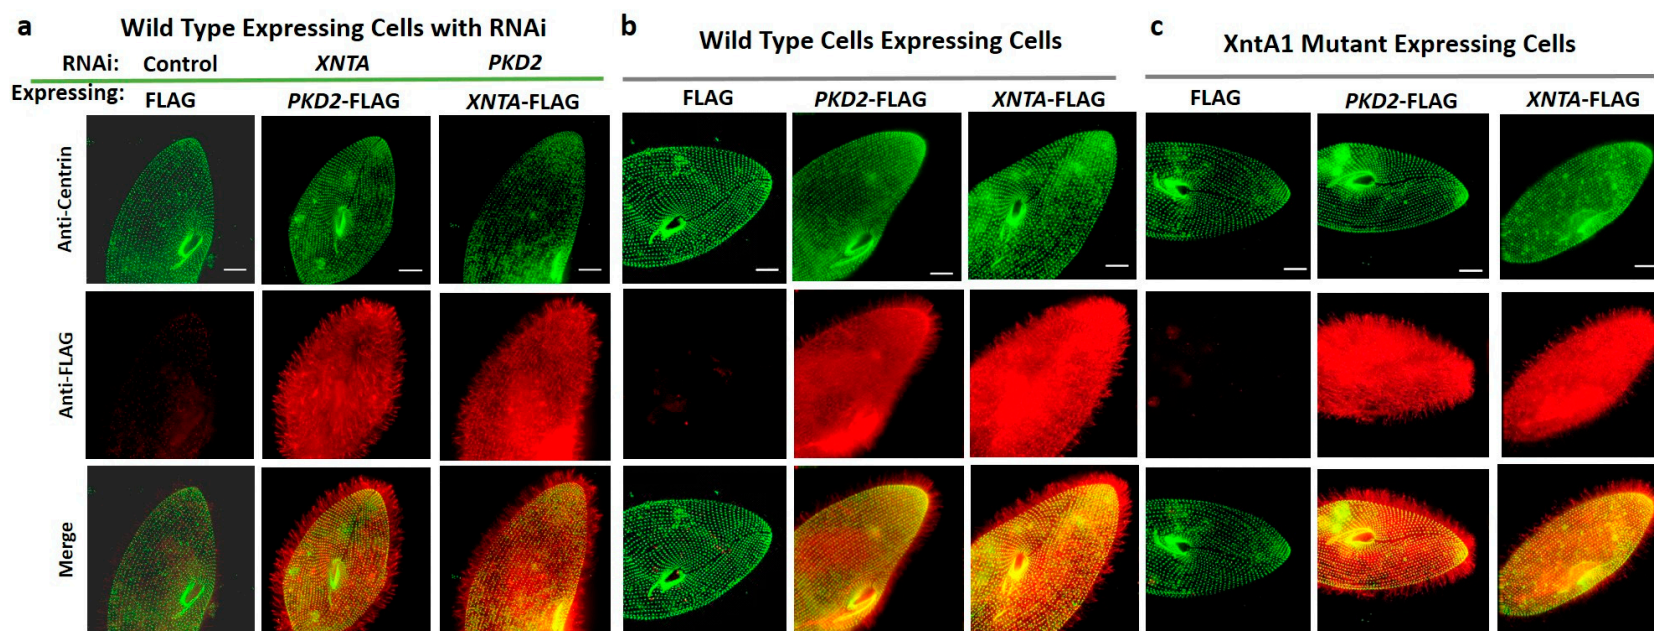 a Wild Type Expressing Cells with RNAi
RNAi: Control XNTA PKD2
Expressing: FLAG PKD2-FLAG XNTA-FLAG
b Wild Type Cells Expressing Cells
FLAG PKD2-FLAG XNTA-FLAG
c XntA1 Mutant Expressing Cells
FLAG PKD2-FLAG XNTA-FLAG
Anti-Centrin
Anti-FLAG
Merge